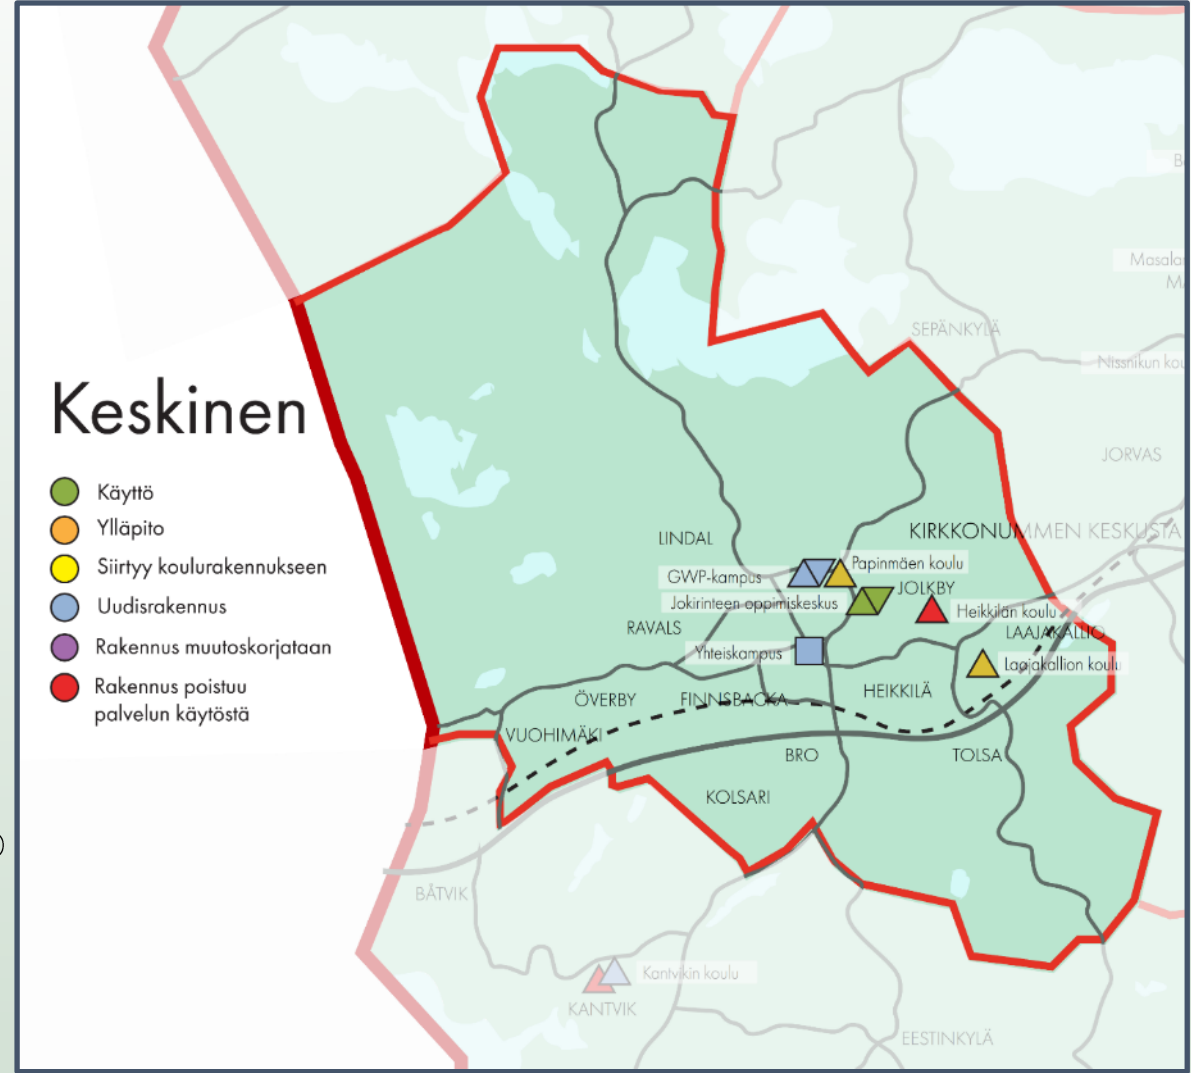 Keskinen
Käyttö
Ylläpito
Siirtyy koulurakennukseen
Uudisrakennus
Rakennus muutoskorjataan
Rakennus poistuu
palvelun käytöstä
SEPÄNKYLÄ
JORVAS
KIRKKONUMMEN KESKUSTA
LINDAL
Papinmäen koulu
GWP-kampus
JOLKBY
Jokirinteen oppimiskeskus
Heikkilän koulu
RAVALS
LAAJAKALLIO
Yhteiskampus
Laajakallion koulu
ÖVERBY
FINNSBACKA
HEIKKILÄ
VUOHIMÄKI
BRO
TOLSA
KOLSARI
BÅTVIK
Kantvikin koulu
KANTVIK
EESTINKYLÄ
)